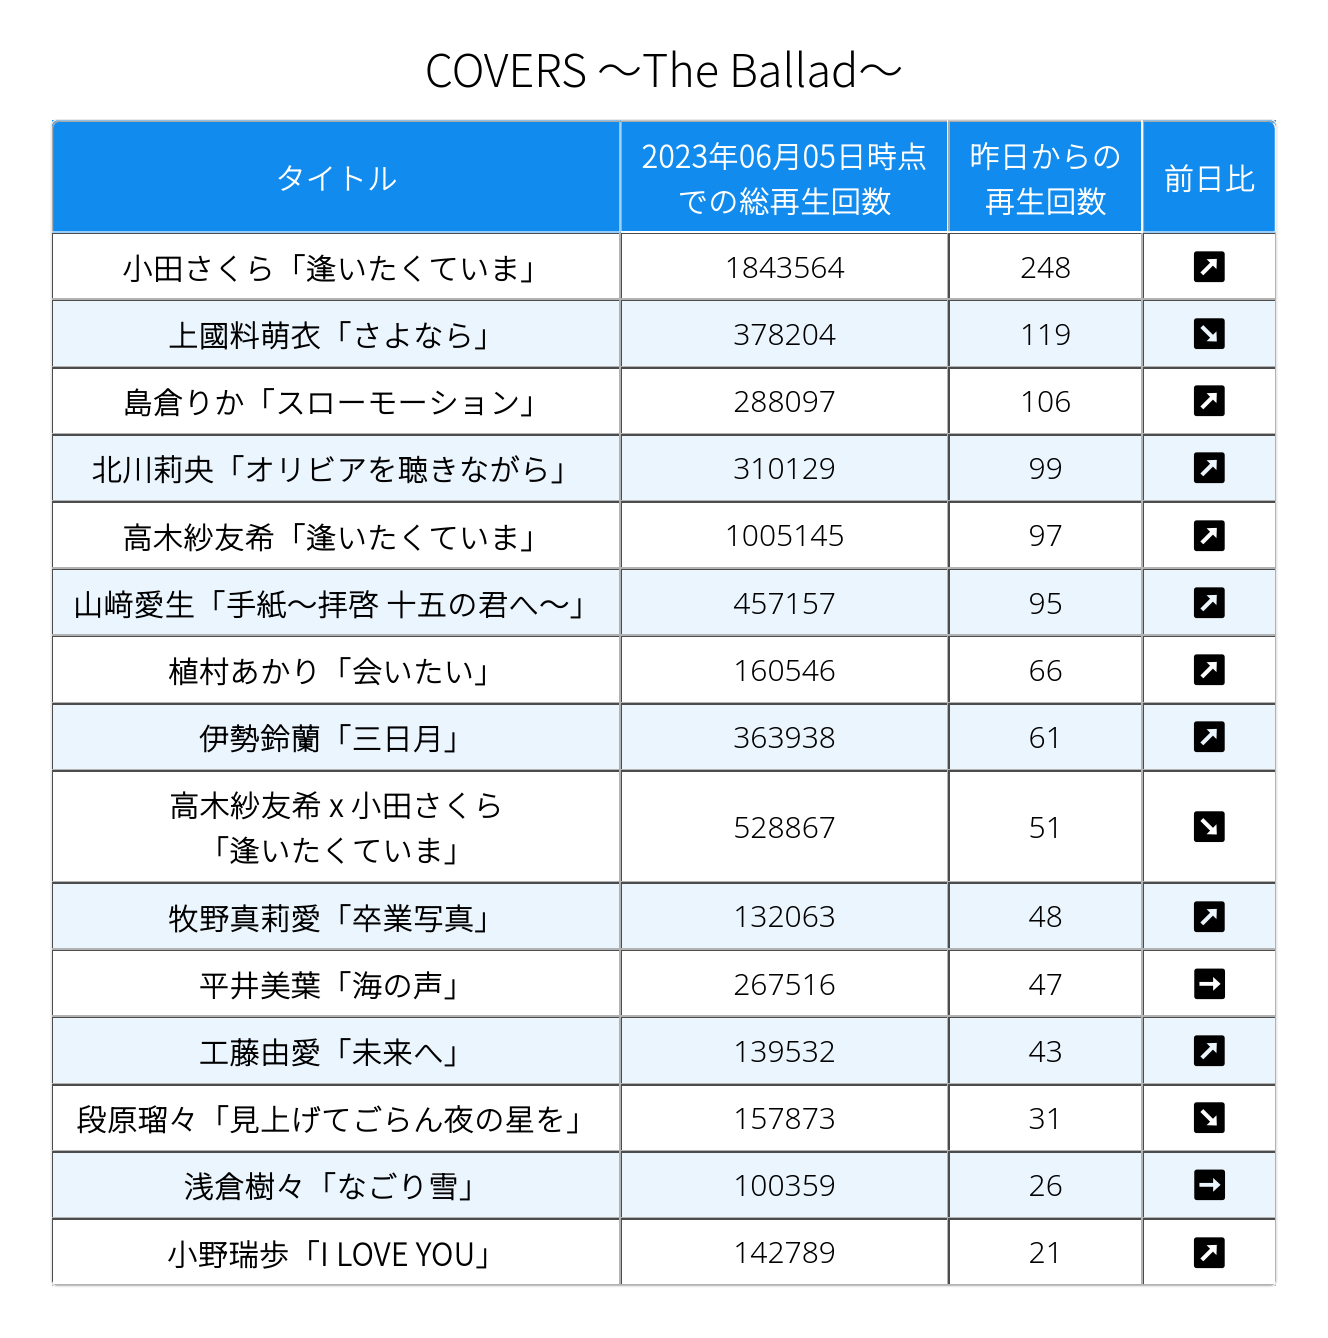 COVERS ～The Ballad～
タイトル
2023年06月05日時点
での総再生回数
昨日からの
再生回数
前日比
小田さくら「逢いたくていま」 1843564 248 ↗
上國料萌衣「さよなら」 378204 119 ↘
島倉りか「スローモーション」 288097 106 ↗
北川莉央「オリビアを聴きながら」 310129 99 ↗
高木紗友希「逢いたくていま」 1005145 97 ↗
山﨑愛生「手紙～拝啓 十五の君へ～」 457157 95 ↗
植村あかり「会いたい」 160546 66 ↗
伊勢鈴蘭「三日月」 363938 61 ↗
高木紗友希 x 小田さくら
「逢いたくていま」 528867 51 ↘
牧野真莉愛「卒業写真」 132063 48 ↗
平井美葉「海の声」 267516 47 →
工藤由愛「未来へ」 139532 43 ↗
段原瑠々「見上げてごらん夜の星を」 157873 31 ↘
浅倉樹々「なごり雪」 100359 26 →
小野瑞歩「I LOVE YOU」 142789 21 ↗